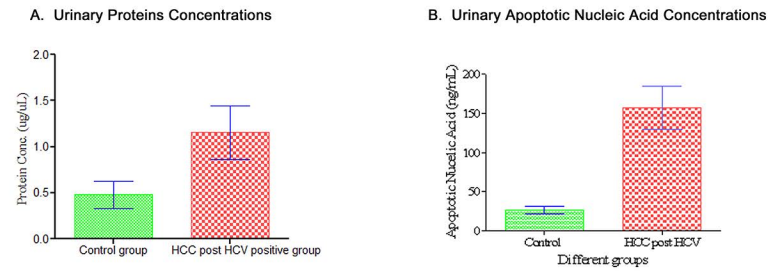 A. Urinary Proteins Concentrations
Protein Conc. (ug/uL)
2.0
1.5
1.0
0.5
0.0
Control group
HCC post HCV positive group
B. Urinary Apoptotic Nucleic Acid Concentrations
Apoptotic Nucelic Acid (ng/mL)
200
150
100
50
0
Control
HCC post HCV
Different groups